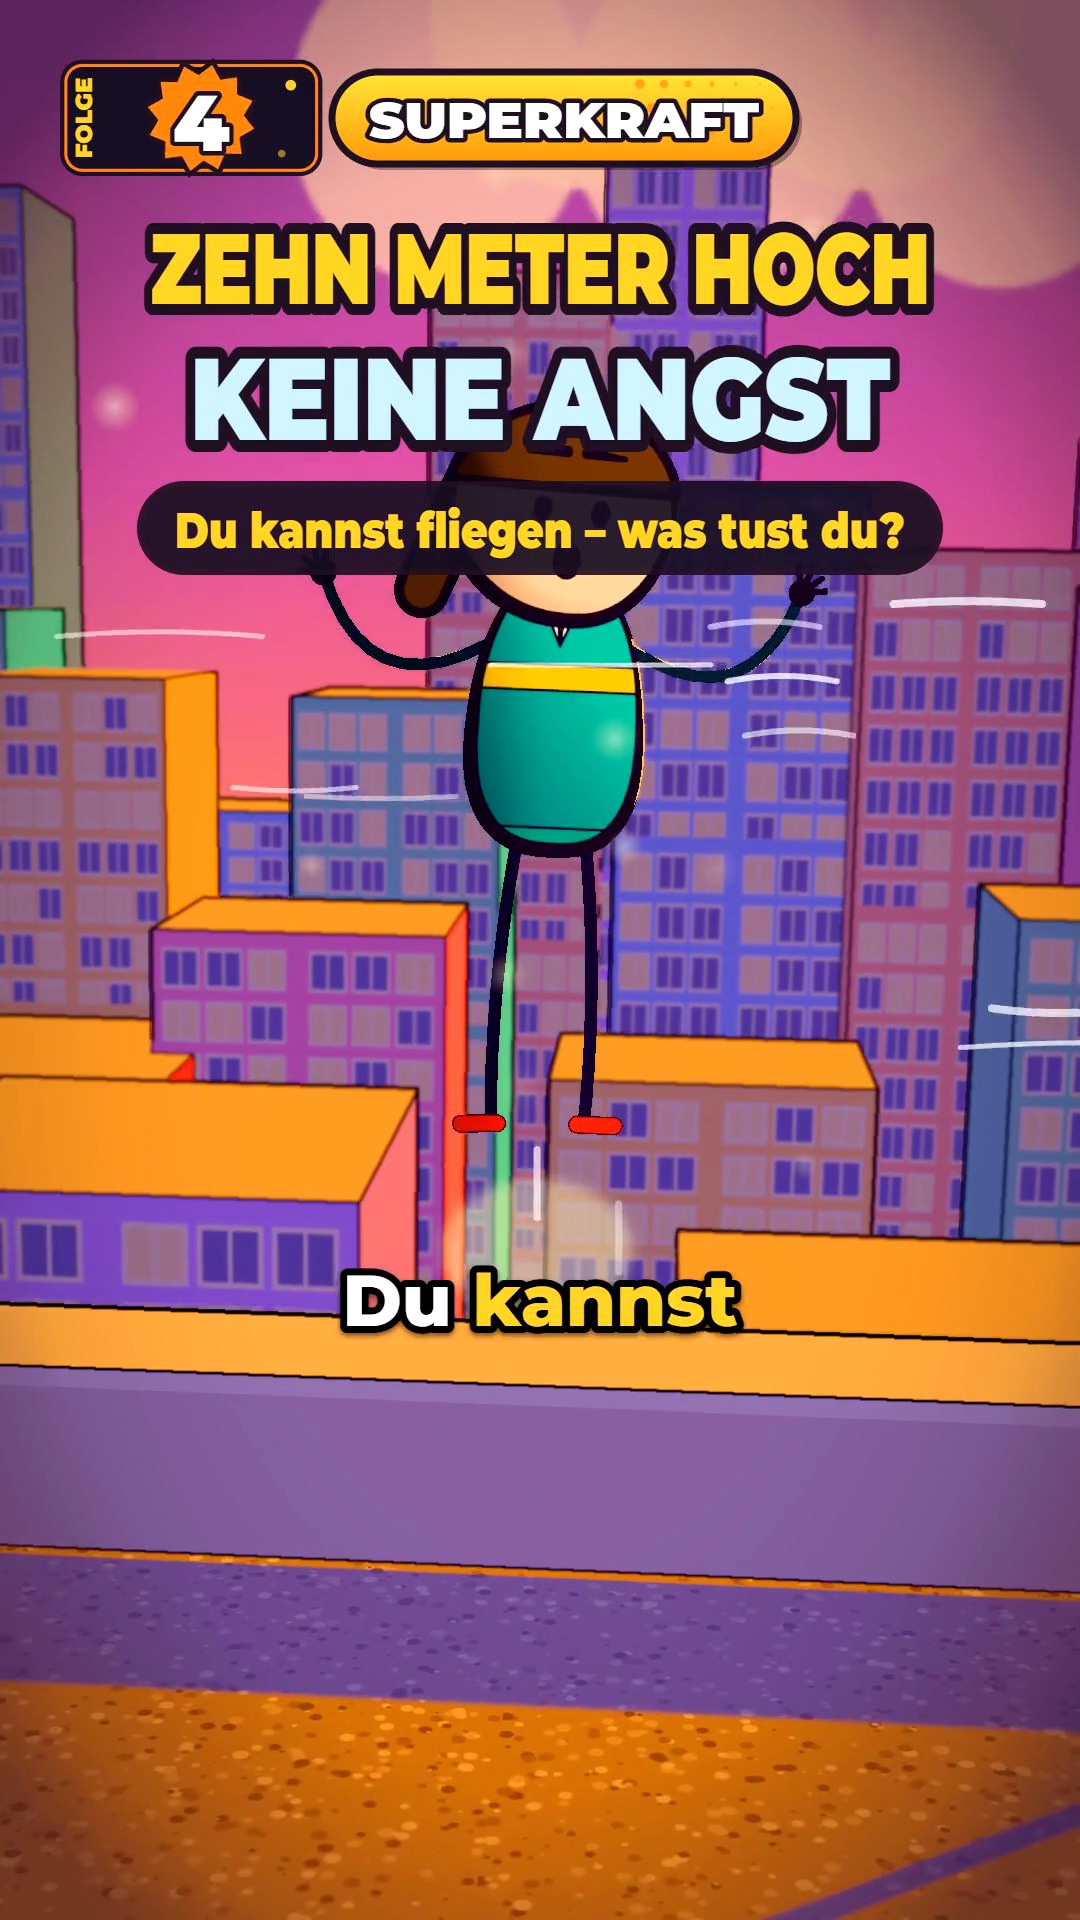 FOLGE
4
SUPERKRAFT
ZEHN METER HOCH
KEINE ANGST
Du kannst fliegen – was tust du?
Du kannst